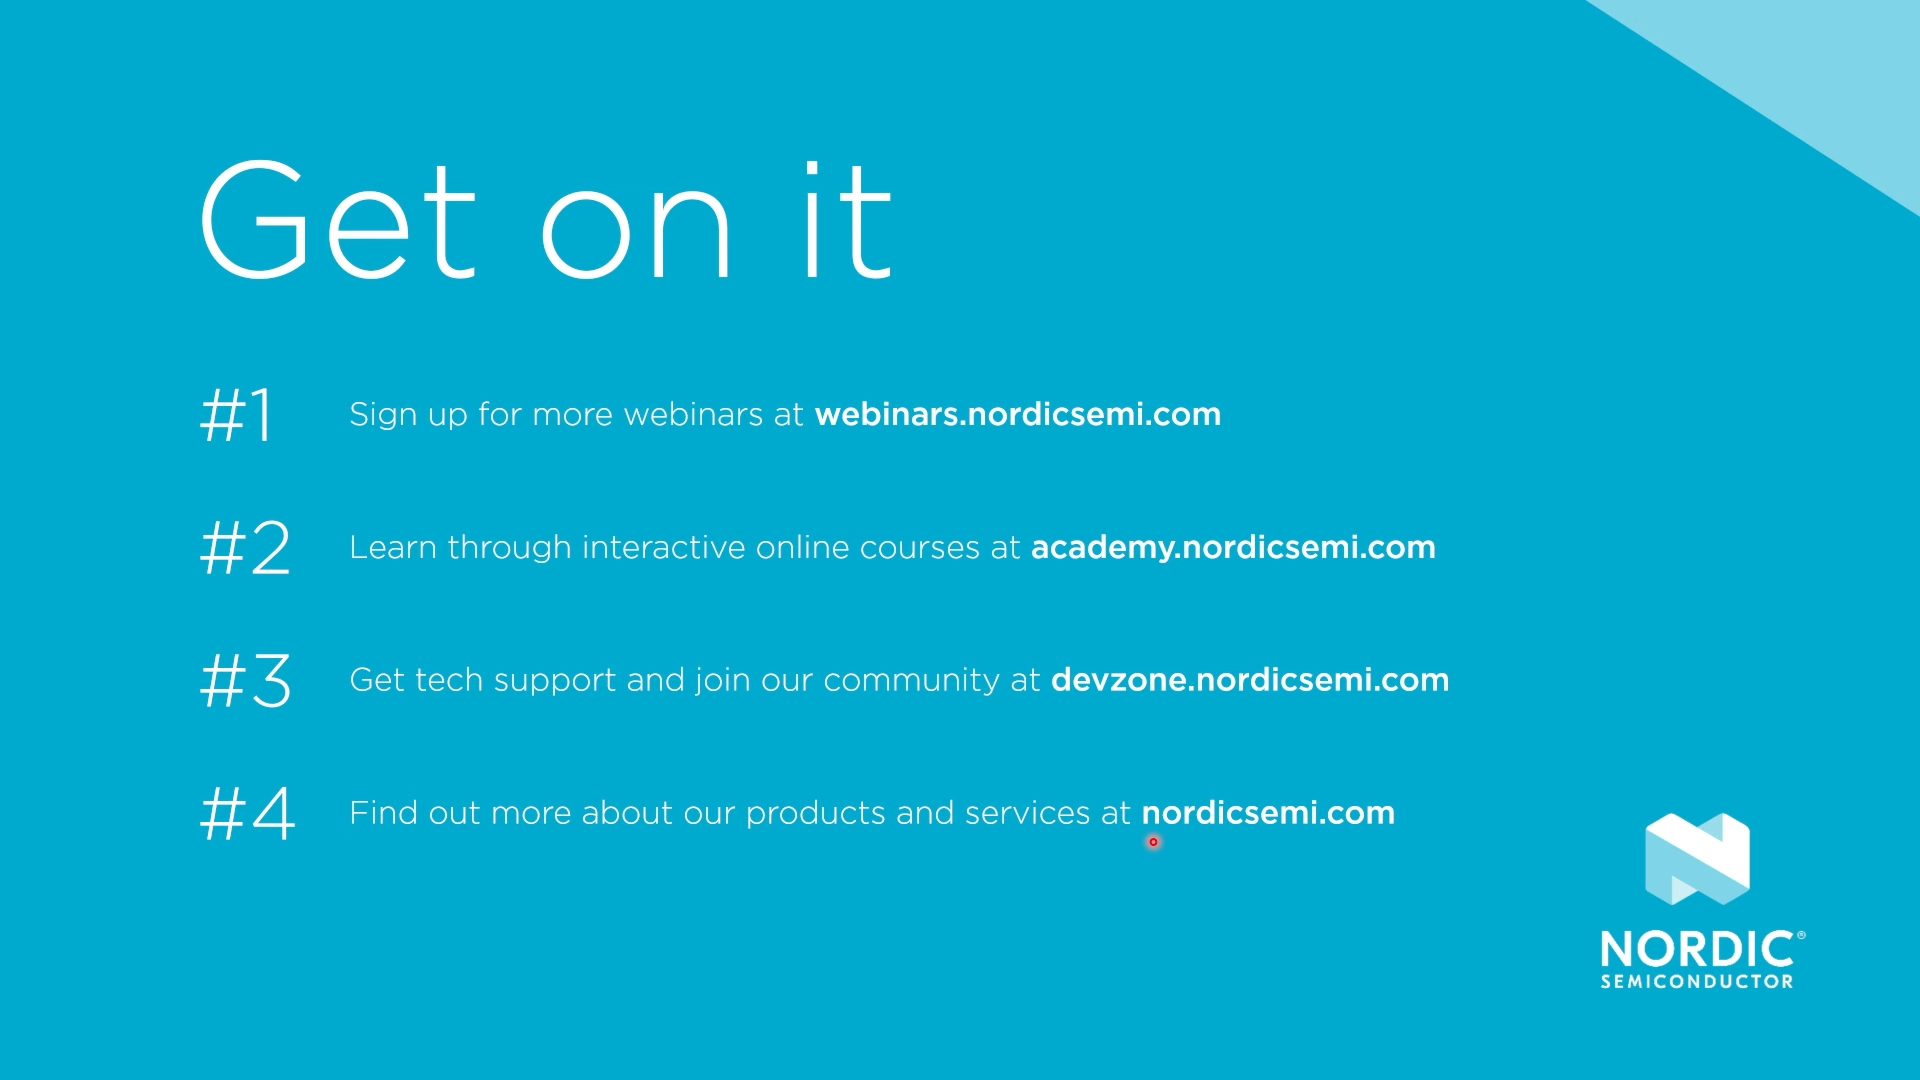 Get on it
#1 Sign up for more webinars at webinars.nordicsemi.com
#2 Learn through interactive online courses at academy.nordicsemi.com
#3 Get tech support and join our community at devzone.nordicsemi.com
#4 Find out more about our products and services at nordicsemi.com
NORDIC®
SEMICONDUCTOR